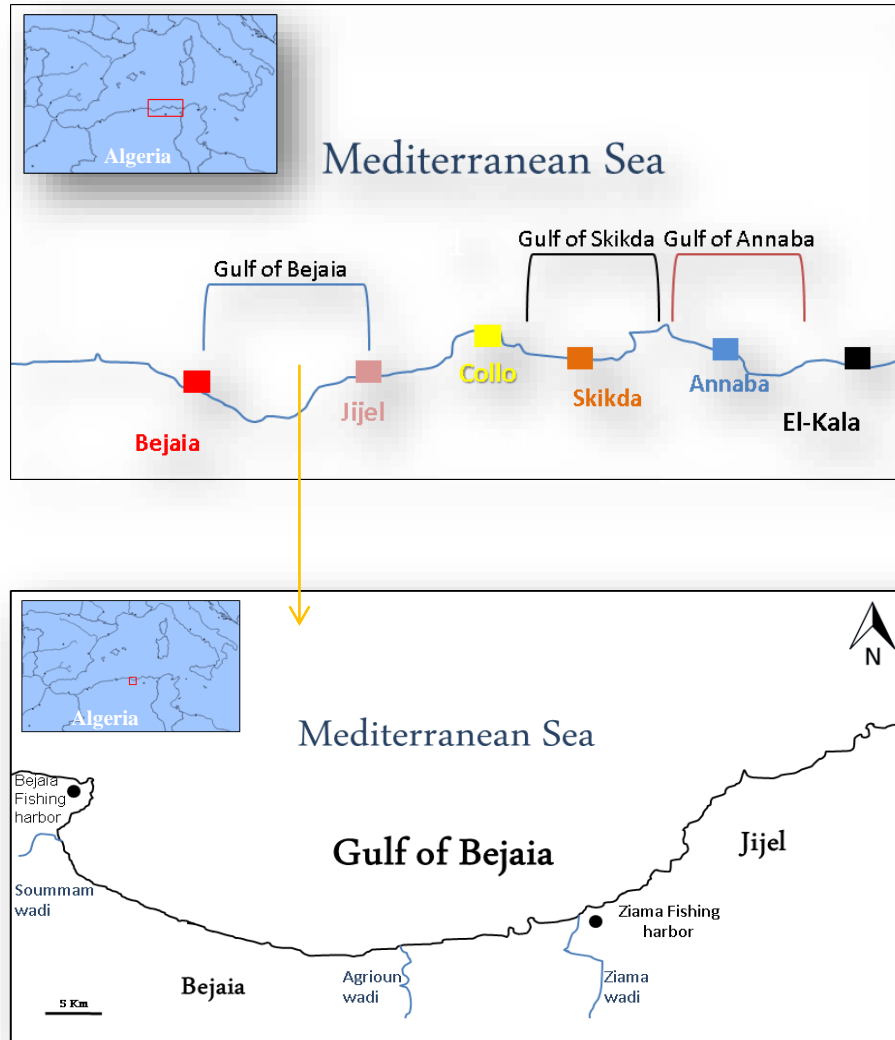 Algeria
Mediterranean Sea
Gulf of Bejaia
Gulf of Skikda
Gulf of Annaba
Bejaia
Jijel
Collo
Skikda
Annaba
El-Kala
Algeria
N
Mediterranean Sea
Bejaia
Fishing
harbor
Gulf of Bejaia
Jijel
Soummam
wadi
Ziama Fishing
harbor
Bejaia
Agrioun
wadi
Ziama
wadi
5 Km